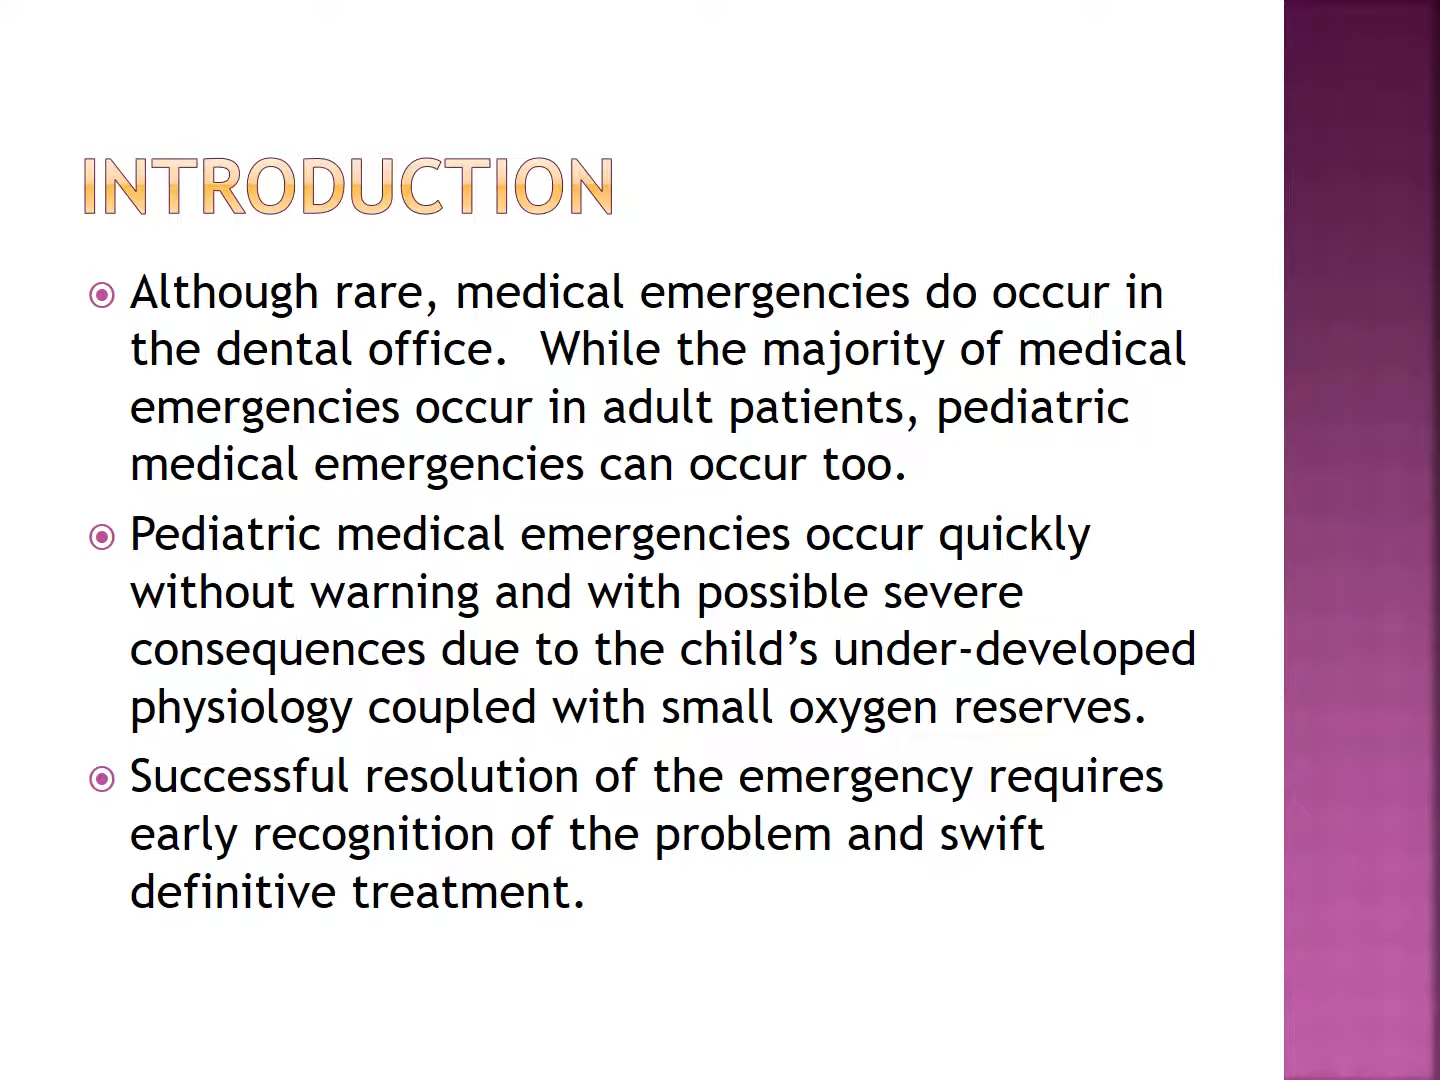 INTRODUCTION
Although rare, medical emergencies do occur in
the dental office.  While the majority of medical
emergencies occur in adult patients, pediatric
medical emergencies can occur too.
Pediatric medical emergencies occur quickly
without warning and with possible severe
consequences due to the child’s under-developed
physiology coupled with small oxygen reserves.
Successful resolution of the emergency requires
early recognition of the problem and swift
definitive treatment.